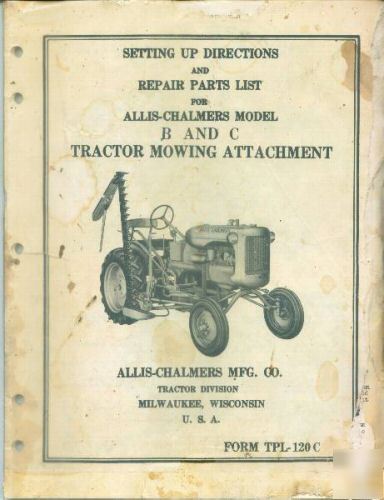 SETTING UP DIRECTIONS
AND
REPAIR PARTS LIST
FOR
ALLIS-CHALMERS MODEL
B AND C
TRACTOR MOWING ATTACHMENT
ALLIS-CHALMERS MFG. CO.
TRACTOR DIVISION
MILWAUKEE, WISCONSIN
U. S. A.
FORM TPL-120 C